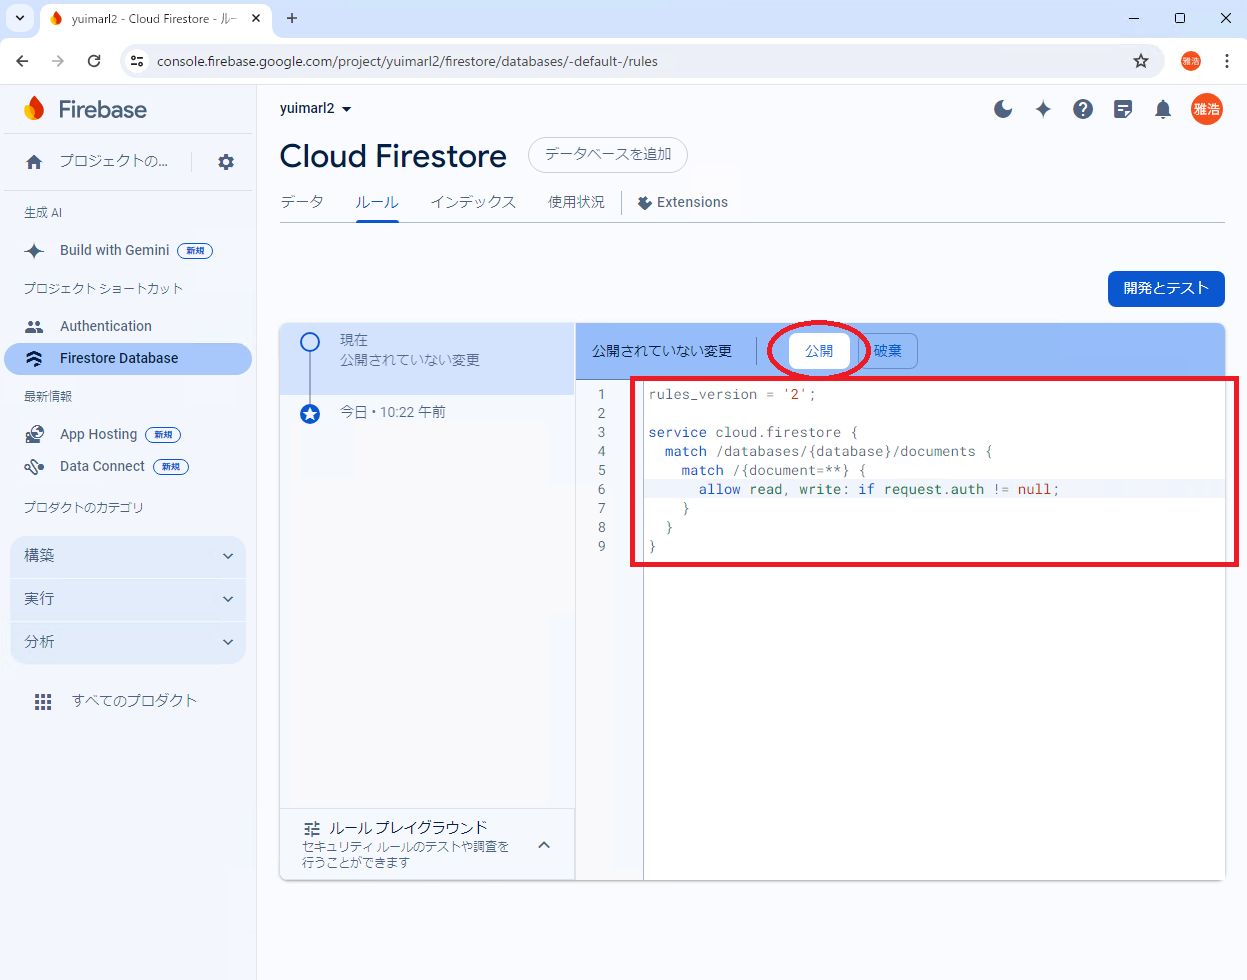 yuimarl2 - Cloud Firestore - ルー
console.firebase.google.com/project/yuimarl2/firestore/databases/-default-/rules
雅浩
Firebase
プロジェクトの...
生成 AI
Build with Gemini 新規
プロジェクト ショートカット
Authentication
Firestore Database
最新情報
App Hosting 新規
Data Connect 新規
プロダクトのカテゴリ
構築
実行
分析
すべてのプロダクト
yuimarl2
雅浩
Cloud Firestore データベースを追加
データ ルール インデックス 使用状況 Extensions
開発とテスト
現在
公開されていない変更
今日 • 10:22 午前
ルール プレイグラウンド
セキュリティ ルールのテストや調査を
行うことができます
公開されていない変更 公開 破棄
1 rules_version = '2';
2
3 service cloud.firestore {
4 match /databases/{database}/documents {
5 match /{document=**} {
6 allow read, write: if request.auth != null;
7 }
8 }
9 }